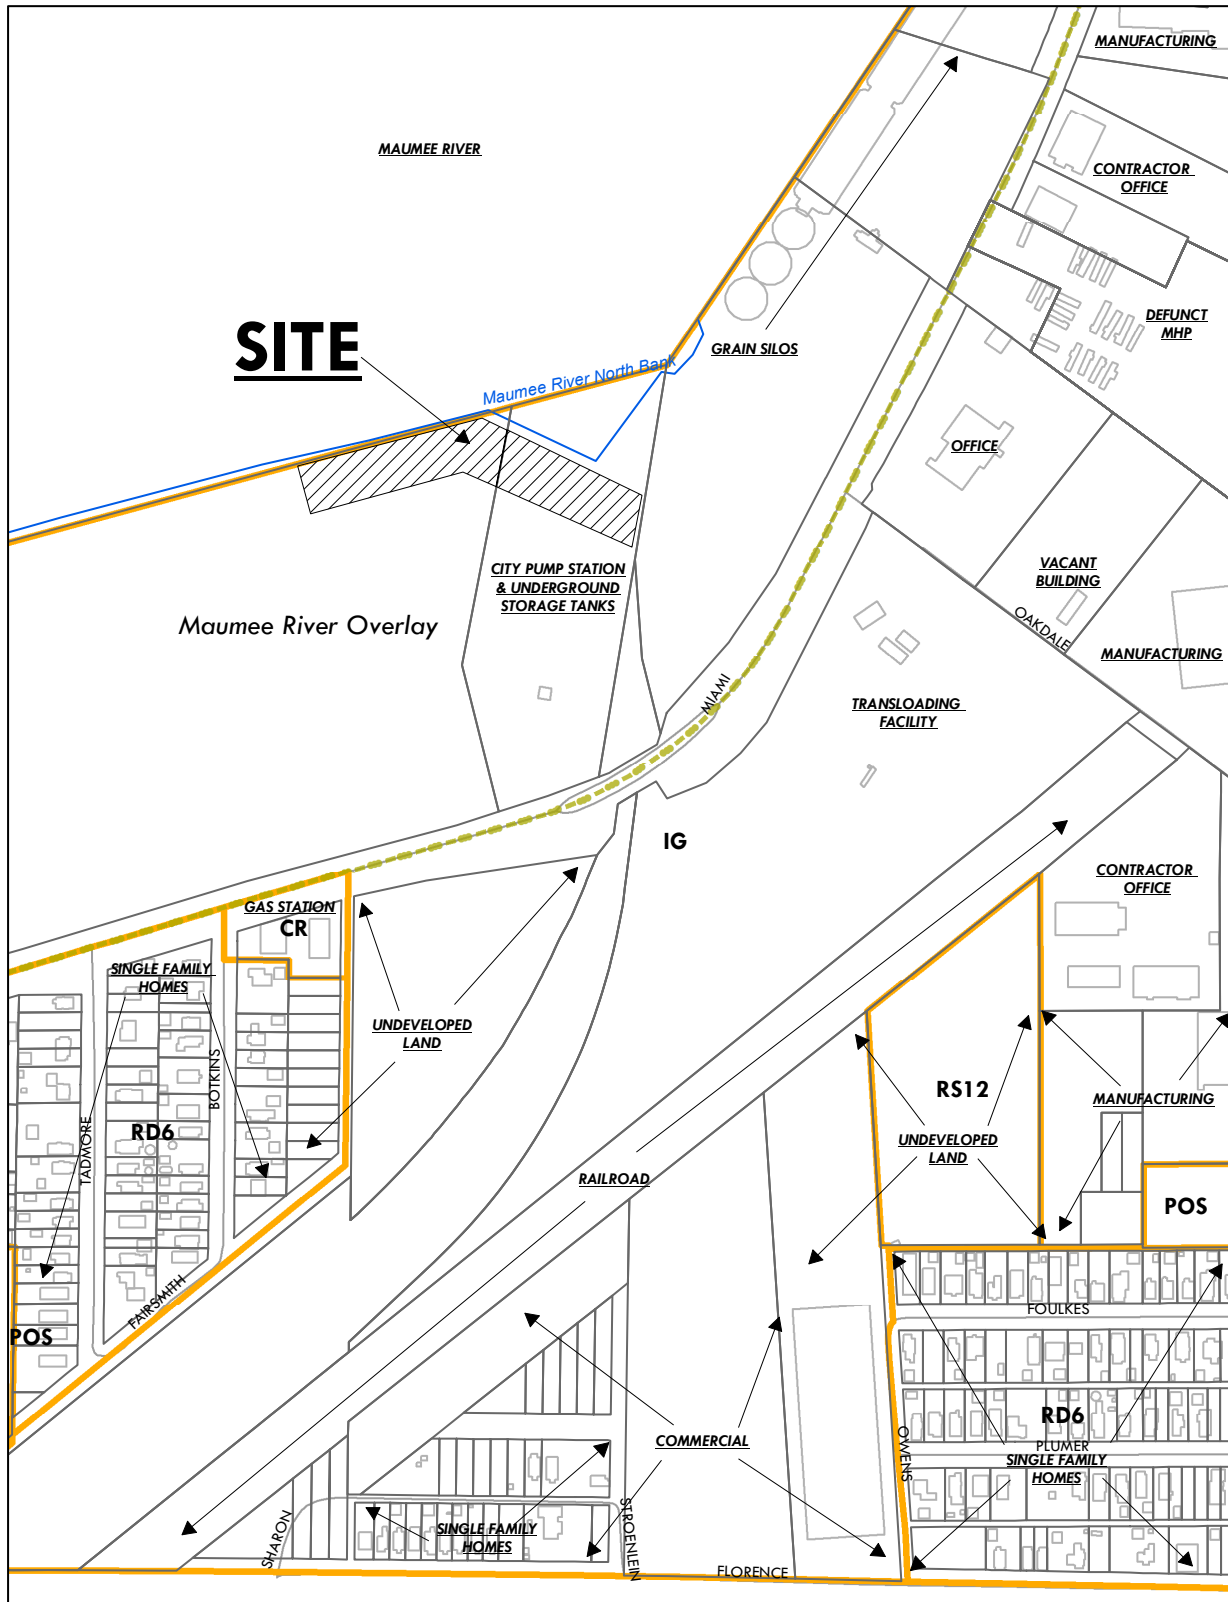 MANUFACTURING
MAUMEE RIVER
CONTRACTOR
OFFICE
DEFUNCT
MHP
SITE
GRAIN SILOS
Maumee River North Bank
OFFICE
CITY PUMP STATION
& UNDERGROUND
STORAGE TANKS
VACANT
BUILDING
OAKDALE
Maumee River Overlay
MANUFACTURING
MIAMI
TRANSLOADING
FACILITY
IG
CONTRACTOR
OFFICE
GAS STATION
CR
SINGLE FAMILY
HOMES
UNDEVELOPED
LAND
BOTKINS
RS12
MANUFACTURING
TADMORE
RD6
UNDEVELOPED
LAND
RAILROAD
POS
FAIRSMITH
POS
FOULKES
RD6
COMMERCIAL
OWENS
PLUMER
SINGLE FAMILY
HOMES
SHARON
SINGLE FAMILY
HOMES
STROENLEIN
FLORENCE